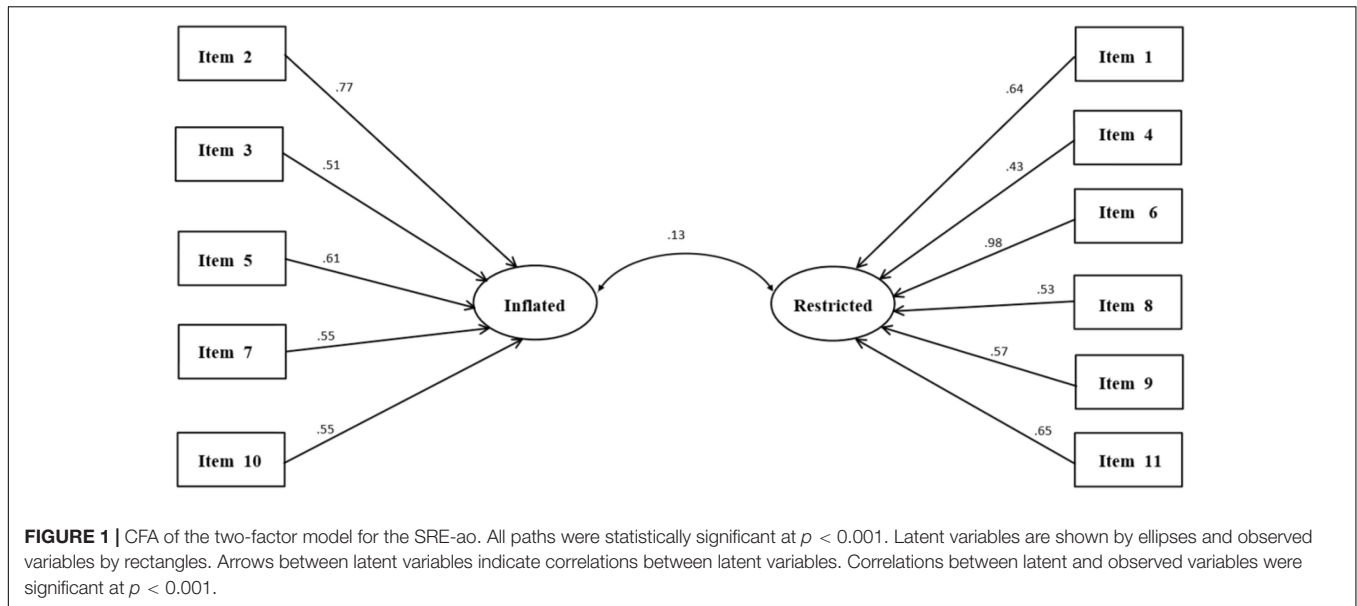 Item 2
.77
Item 3
.51
Item 5
.61
Item 7
.55
Item 10
.55
Inflated
.13
Restricted
Item 1
.64
Item 4
.43
Item 6
.98
Item 8
.53
Item 9
.57
Item 11
.65
FIGURE 1 | CFA of the two-factor model for the SRE-ao. All paths were statistically significant at p < 0.001. Latent variables are shown by ellipses and observed
variables by rectangles. Arrows between latent variables indicate correlations between latent variables. Correlations between latent and observed variables were
significant at p < 0.001.